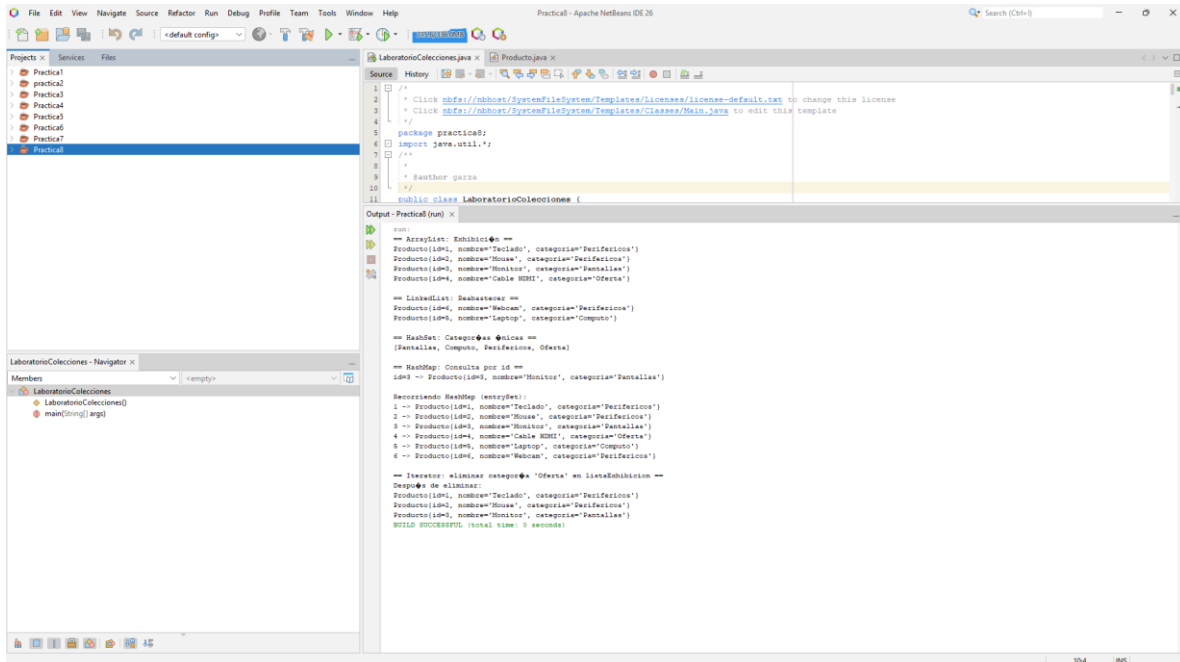 File Edit View Navigate Source Refactor Run Debug Profile Team Tools Window Help
Practica8 - Apache NetBeans IDE 26
Search (Ctrl+I)
<default config>
Projects × Services Files
Practica1
practica2
Practica3
Practica4
Practica5
Practica6
Practica7
Practica8
LaboratorioColecciones - Navigator ×
Members <empty>
LaboratorioColecciones
LaboratorioColecciones()
main(String[] args)
LaboratorioColecciones.java × Producto.java ×
Source History
1 /*
2 * Click nbfs://nbhost/SystemFileSystem/Templates/Licenses/license-default.txt to change this license
3 * Click nbfs://nbhost/SystemFileSystem/Templates/Classes/Main.java to edit this template
4 */
5 package practica8;
6 import java.util.*;
7 /**
8 *
9 * @author garza
10 */
11 public class LaboratorioColecciones {
Output - Practica8 (run) ×
run:
== ArrayList: Exhibici�n ==
Producto{id=1, nombre='Teclado', categoria='Perifericos'}
Producto{id=2, nombre='Mouse', categoria='Perifericos'}
Producto{id=3, nombre='Monitor', categoria='Pantallas'}
Producto{id=4, nombre='Cable HDMI', categoria='Oferta'}
== LinkedList: Reabastecer ==
Producto{id=6, nombre='Webcam', categoria='Perifericos'}
Producto{id=5, nombre='Laptop', categoria='Computo'}
== HashSet: Categor�as �nicas ==
[Pantallas, Computo, Perifericos, Oferta]
== HashMap: Consulta por id ==
id=3 -> Producto{id=3, nombre='Monitor', categoria='Pantallas'}
Recorriendo HashMap (entrySet):
1 -> Producto{id=1, nombre='Teclado', categoria='Perifericos'}
2 -> Producto{id=2, nombre='Mouse', categoria='Perifericos'}
3 -> Producto{id=3, nombre='Monitor', categoria='Pantallas'}
4 -> Producto{id=4, nombre='Cable HDMI', categoria='Oferta'}
5 -> Producto{id=5, nombre='Laptop', categoria='Computo'}
6 -> Producto{id=6, nombre='Webcam', categoria='Perifericos'}
== Iterator: eliminar categor�a 'Oferta' en listaExhibicion ==
Despu�s de eliminar:
Producto{id=1, nombre='Teclado', categoria='Perifericos'}
Producto{id=2, nombre='Mouse', categoria='Perifericos'}
Producto{id=3, nombre='Monitor', categoria='Pantallas'}
BUILD SUCCESSFUL (total time: 0 seconds)
10:4 INS